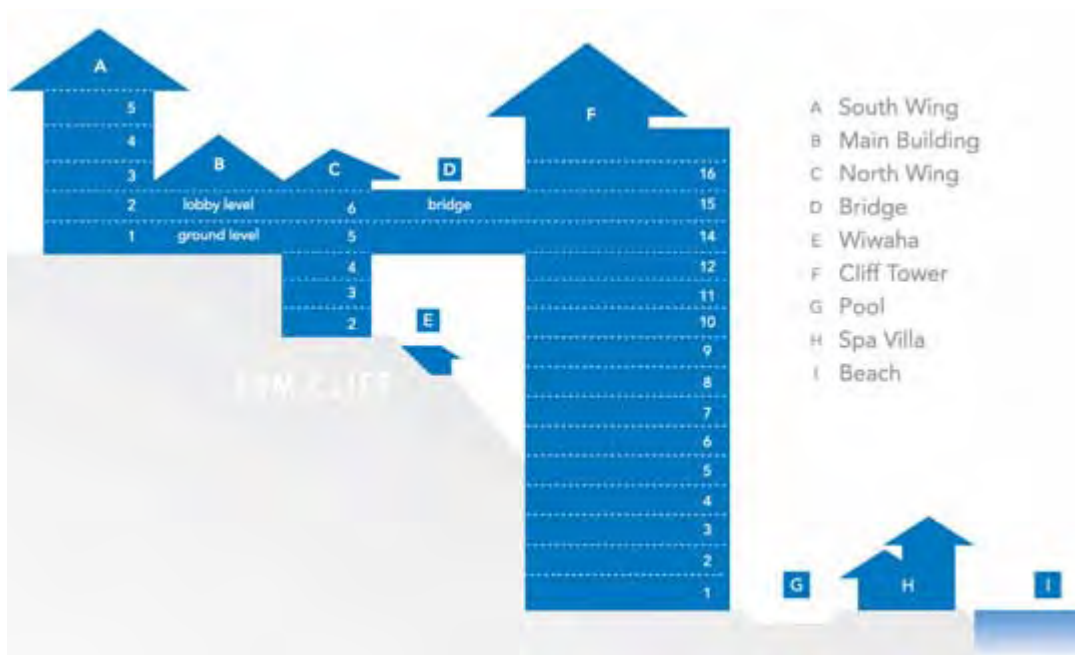 A
5
4
3
2
1
B
lobby level
ground level
C
6
5
4
3
2
D
bridge
E
F
16
15
14
12
11
10
9
8
7
6
5
4
3
2
1
G
H
I
A South Wing
B Main Building
C North Wing
D Bridge
E Wiwaha
F Cliff Tower
G Pool
H Spa Villa
I Beach